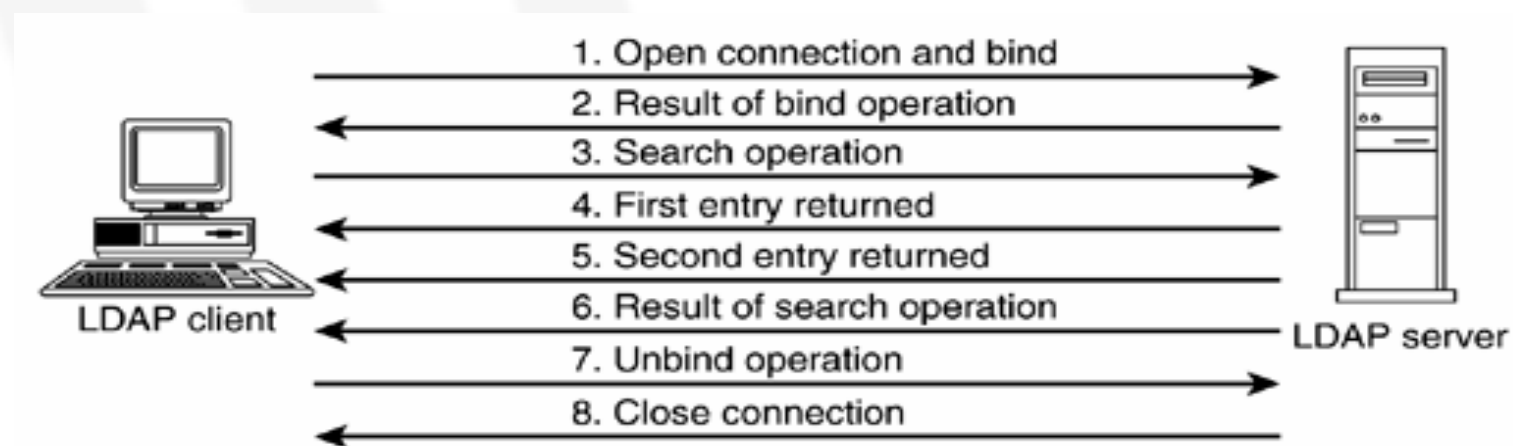 1. Open connection and bind
2. Result of bind operation
3. Search operation
4. First entry returned
5. Second entry returned
6. Result of search operation
7. Unbind operation
8. Close connection
LDAP client
LDAP server